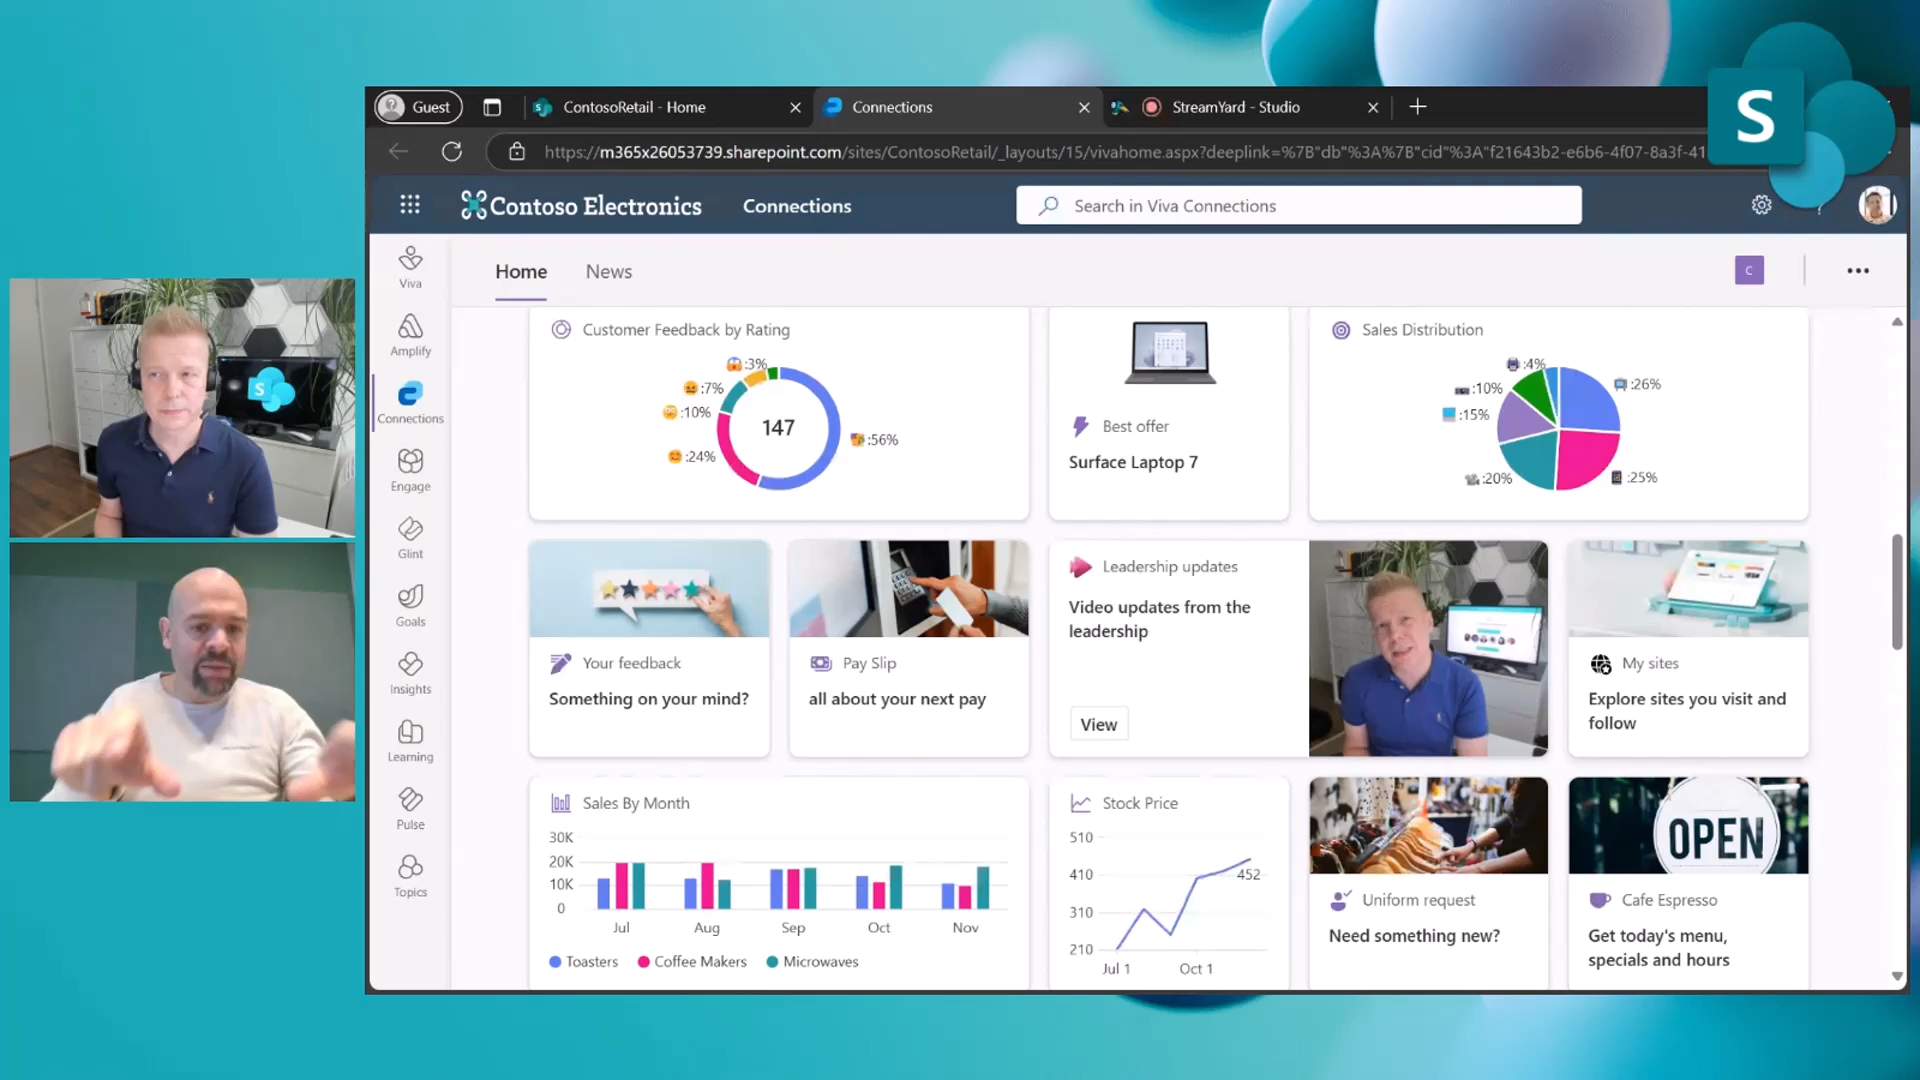 Guest
ContosoRetail - Home
Connections
StreamYard - Studio
S
https://m365x26053739.sharepoint.com/sites/ContosoRetail/_layouts/15/vivahome.aspx?deeplink=%7B"db"%3A%7B"cid"%3A"f21643b2-e6b6-4f07-8a3f-41
Contoso Electronics
Connections
Search in Viva Connections
Viva
Amplify
Connections
Engage
Glint
Goals
Insights
Learning
Pulse
Topics
Home
News
C
Customer Feedback by Rating
:3%
:7%
:10%
:24%
147
:56%
Best offer
Surface Laptop 7
Sales Distribution
:4%
:10%
:15%
:20%
:26%
:25%
Your feedback
Something on your mind?
Pay Slip
all about your next pay
Leadership updates
Video updates from the
leadership
View
My sites
Explore sites you visit and
follow
Sales By Month
30K
20K
10K
0
Jul
Aug
Sep
Oct
Nov
Toasters
Coffee Makers
Microwaves
Stock Price
510
410
310
210
452
Jul 1
Oct 1
Uniform request
Need something new?
OPEN
Cafe Espresso
Get today's menu,
specials and hours